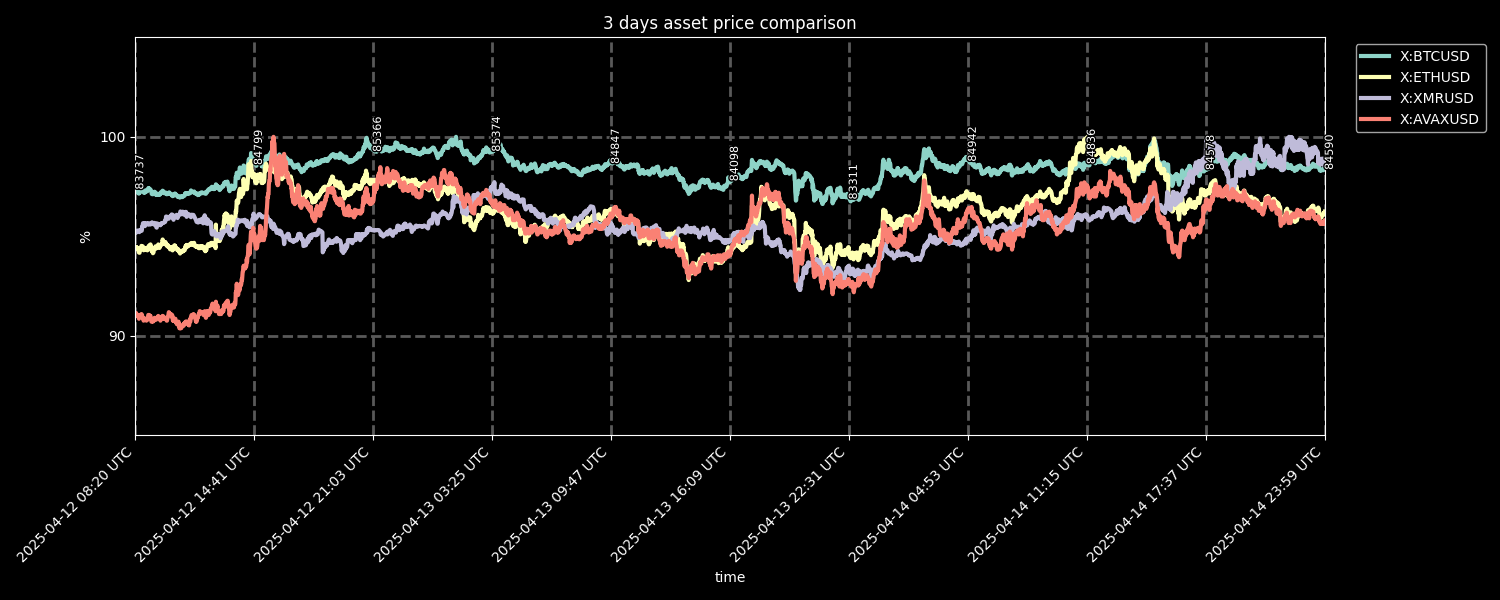 3 days asset price comparison
X:BTCUSD
X:ETHUSD
X:XMRUSD
X:AVAXUSD
100
90
%
83737
84799
85366
85374
84847
84098
83311
84942
84836
84578
84590
2025-04-12 08:20 UTC
2025-04-12 14:41 UTC
2025-04-12 21:03 UTC
2025-04-13 03:25 UTC
2025-04-13 09:47 UTC
2025-04-13 16:09 UTC
2025-04-13 22:31 UTC
2025-04-14 04:53 UTC
2025-04-14 11:15 UTC
2025-04-14 17:37 UTC
2025-04-14 23:59 UTC
time